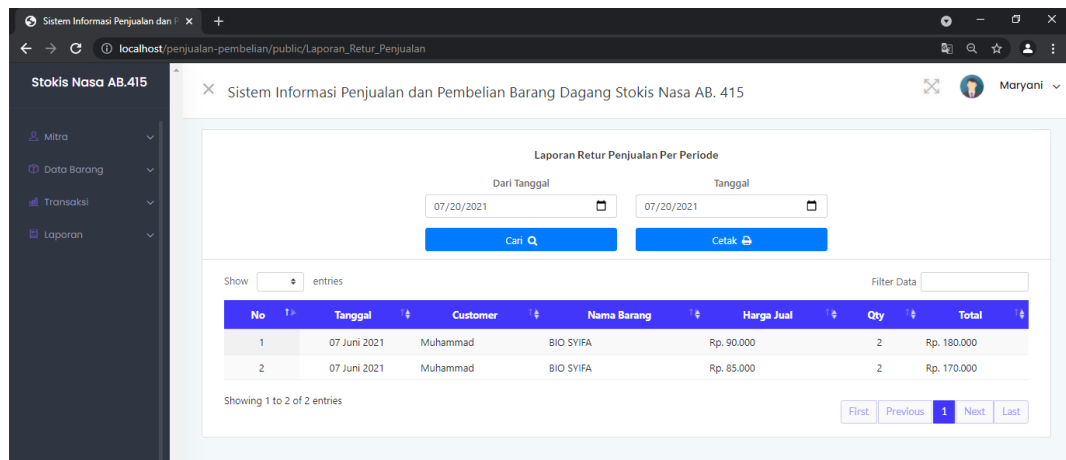 Sistem Informasi Penjualan dan P
localhost/penjualan-pembelian/public/Laporan_Retur_Penjualan
Stokis Nasa AB.415
Sistem Informasi Penjualan dan Pembelian Barang Dagang Stokis Nasa AB. 415
Maryani
Mitra
Data Barang
Transaksi
Laporan
Laporan Retur Penjualan Per Periode
Dari Tanggal Tanggal
07/20/2021 07/20/2021
Cari Cetak
Show entries Filter Data
No Tanggal Customer Nama Barang Harga Jual Qty Total
1 07 Juni 2021 Muhammad BIO SYIFA Rp. 90.000 2 Rp. 180.000
2 07 Juni 2021 Muhammad BIO SYIFA Rp. 85.000 2 Rp. 170.000
Showing 1 to 2 of 2 entries
First Previous 1 Next Last